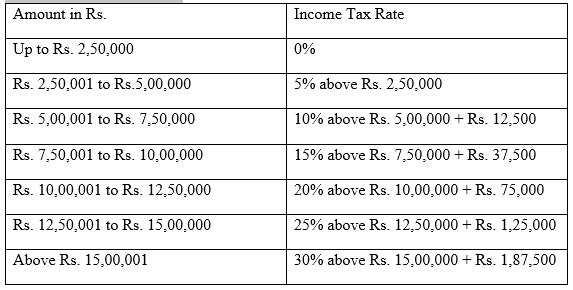 Amount in Rs. Income Tax Rate
Up to Rs. 2,50,000 0%
Rs. 2,50,001 to Rs.5,00,000 5% above Rs. 2,50,000
Rs. 5,00,001 to Rs. 7,50,000 10% above Rs. 5,00,000 + Rs. 12,500
Rs. 7,50,001 to Rs. 10,00,000 15% above Rs. 7,50,000 + Rs. 37,500
Rs. 10,00,001 to Rs. 12,50,000 20% above Rs. 10,00,000 + Rs. 75,000
Rs. 12,50,001 to Rs. 15,00,000 25% above Rs. 12,50,000 + Rs. 1,25,000
Above Rs. 15,00,001 30% above Rs. 15,00,000 + Rs. 1,87,500